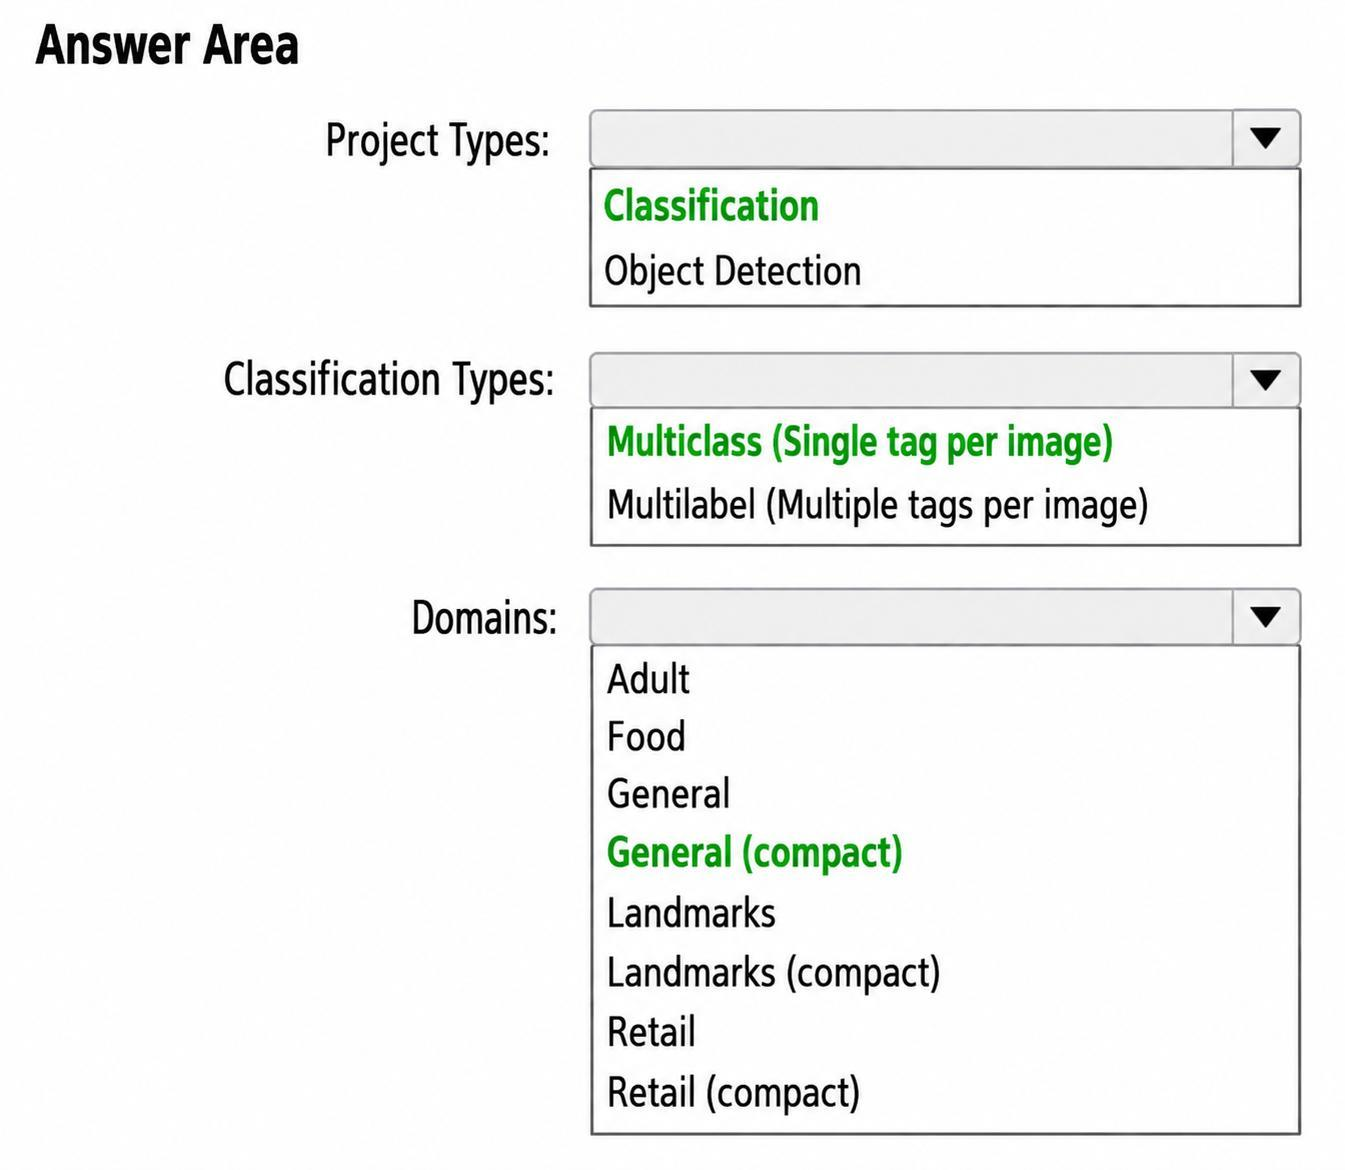 Answer Area
Project Types:
Classification
Object Detection
Classification Types:
Multiclass (Single tag per image)
Multilabel (Multiple tags per image)
Domains:
Adult
Food
General
General (compact)
Landmarks
Landmarks (compact)
Retail
Retail (compact)